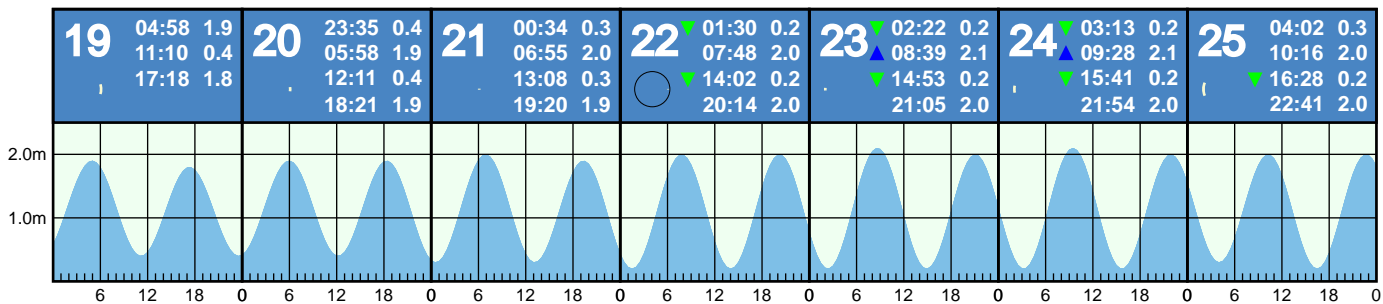 19
04:58 1.9
11:10 0.4
17:18 1.8
20
23:35 0.4
05:58 1.9
12:11 0.4
18:21 1.9
21
00:34 0.3
06:55 2.0
13:08 0.3
19:20 1.9
22
▼ 01:30 0.2
07:48 2.0
▼ 14:02 0.2
20:14 2.0
23
▼ 02:22 0.2
▲ 08:39 2.1
▼ 14:53 0.2
21:05 2.0
24
▼ 03:13 0.2
▲ 09:28 2.1
▼ 15:41 0.2
21:54 2.0
25
04:02 0.3
10:16 2.0
▼ 16:28 0.2
22:41 2.0
2.0m
1.0m
6 12 18 0 6 12 18 0 6 12 18 0 6 12 18 0 6 12 18 0 6 12 18 0 6 12 18 0